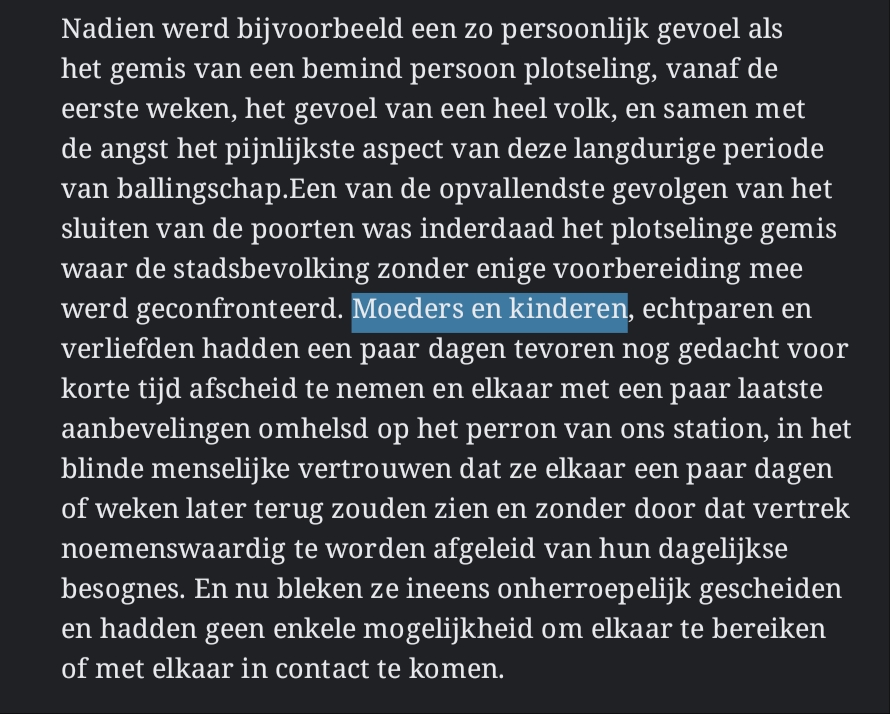 Nadien werd bijvoorbeeld een zo persoonlijk gevoel als
het gemis van een bemind persoon plotseling, vanaf de
eerste weken, het gevoel van een heel volk, en samen met
de angst het pijnlijkste aspect van deze langdurige periode
van ballingschap.Een van de opvallendste gevolgen van het
sluiten van de poorten was inderdaad het plotselinge gemis
waar de stadsbevolking zonder enige voorbereiding mee
werd geconfronteerd. Moeders en kinderen, echtparen en
verliefden hadden een paar dagen tevoren nog gedacht voor
korte tijd afscheid te nemen en elkaar met een paar laatste
aanbevelingen omhelsd op het perron van ons station, in het
blinde menselijke vertrouwen dat ze elkaar een paar dagen
of weken later terug zouden zien en zonder door dat vertrek
noemenswaardig te worden afgeleid van hun dagelijkse
besognes. En nu bleken ze ineens onherroepelijk gescheiden
en hadden geen enkele mogelijkheid om elkaar te bereiken
of met elkaar in contact te komen.